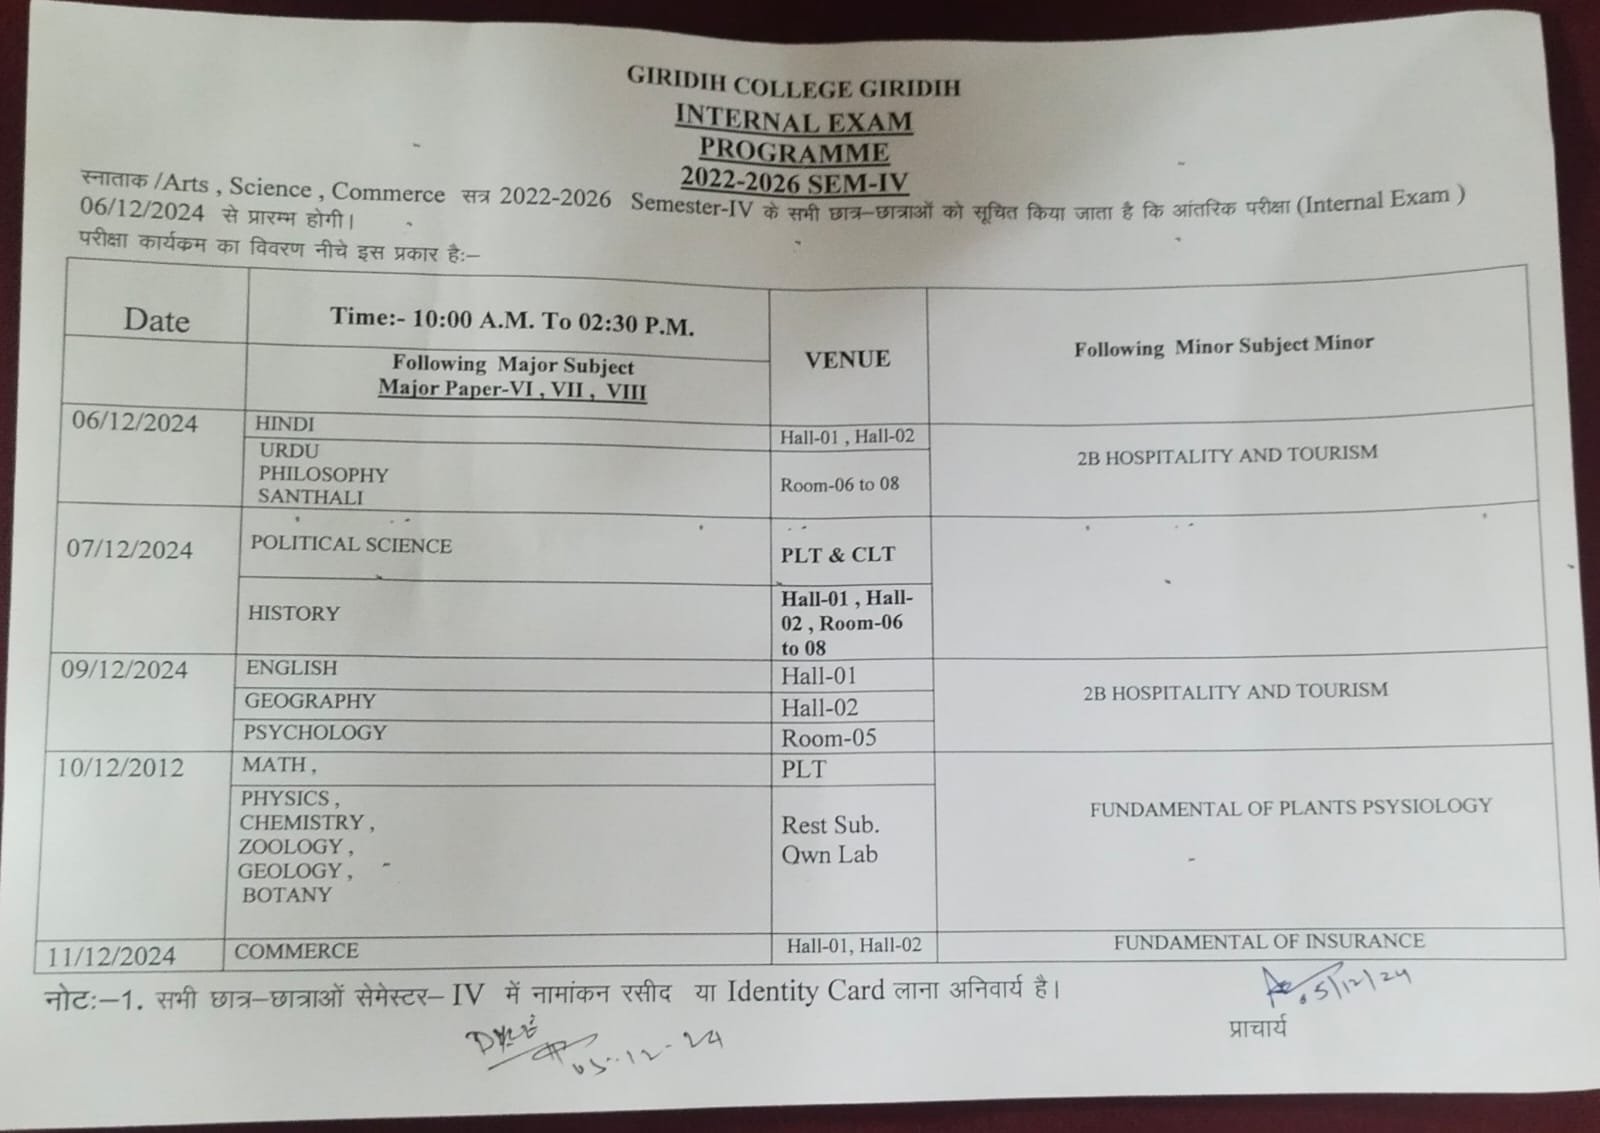 GIRIDIH COLLEGE GIRIDIH
INTERNAL EXAM
PROGRAMME
2022-2026 SEM-IV
स्नाताक /Arts , Science , Commerce सत्र 2022-2026 Semester-IV के सभी छात्र–छात्राओं को सूचित किया जाता है कि आंतरिक परीक्षा (Internal Exam )
06/12/2024 से प्रारम्भ होगी।
परीक्षा कार्यक्रम का विवरण नीचे इस प्रकार है:–
Date
Time:- 10:00 A.M. To 02:30 P.M.
Following Major Subject
Major Paper-VI , VII , VIII
VENUE
Following Minor Subject Minor
06/12/2024
HINDI
Hall-01 , Hall-02
URDU
PHILOSOPHY
SANTHALI
Room-06 to 08
2B HOSPITALITY AND TOURISM
07/12/2024
POLITICAL SCIENCE
PLT & CLT
HISTORY
Hall-01 , Hall-
02 , Room-06
to 08
09/12/2024
ENGLISH
Hall-01
GEOGRAPHY
Hall-02
PSYCHOLOGY
Room-05
2B HOSPITALITY AND TOURISM
10/12/2012
MATH ,
PLT
PHYSICS ,
CHEMISTRY ,
ZOOLOGY ,
GEOLOGY ,
BOTANY
Rest Sub.
Own Lab
FUNDAMENTAL OF PLANTS PSYSIOLOGY
11/12/2024
COMMERCE
Hall-01, Hall-02
FUNDAMENTAL OF INSURANCE
नोट:–1. सभी छात्र–छात्राओं सेमेस्टर– IV में नामांकन रसीद या Identity Card लाना अनिवार्य है।
05-12-24
05/12/24
प्राचार्य